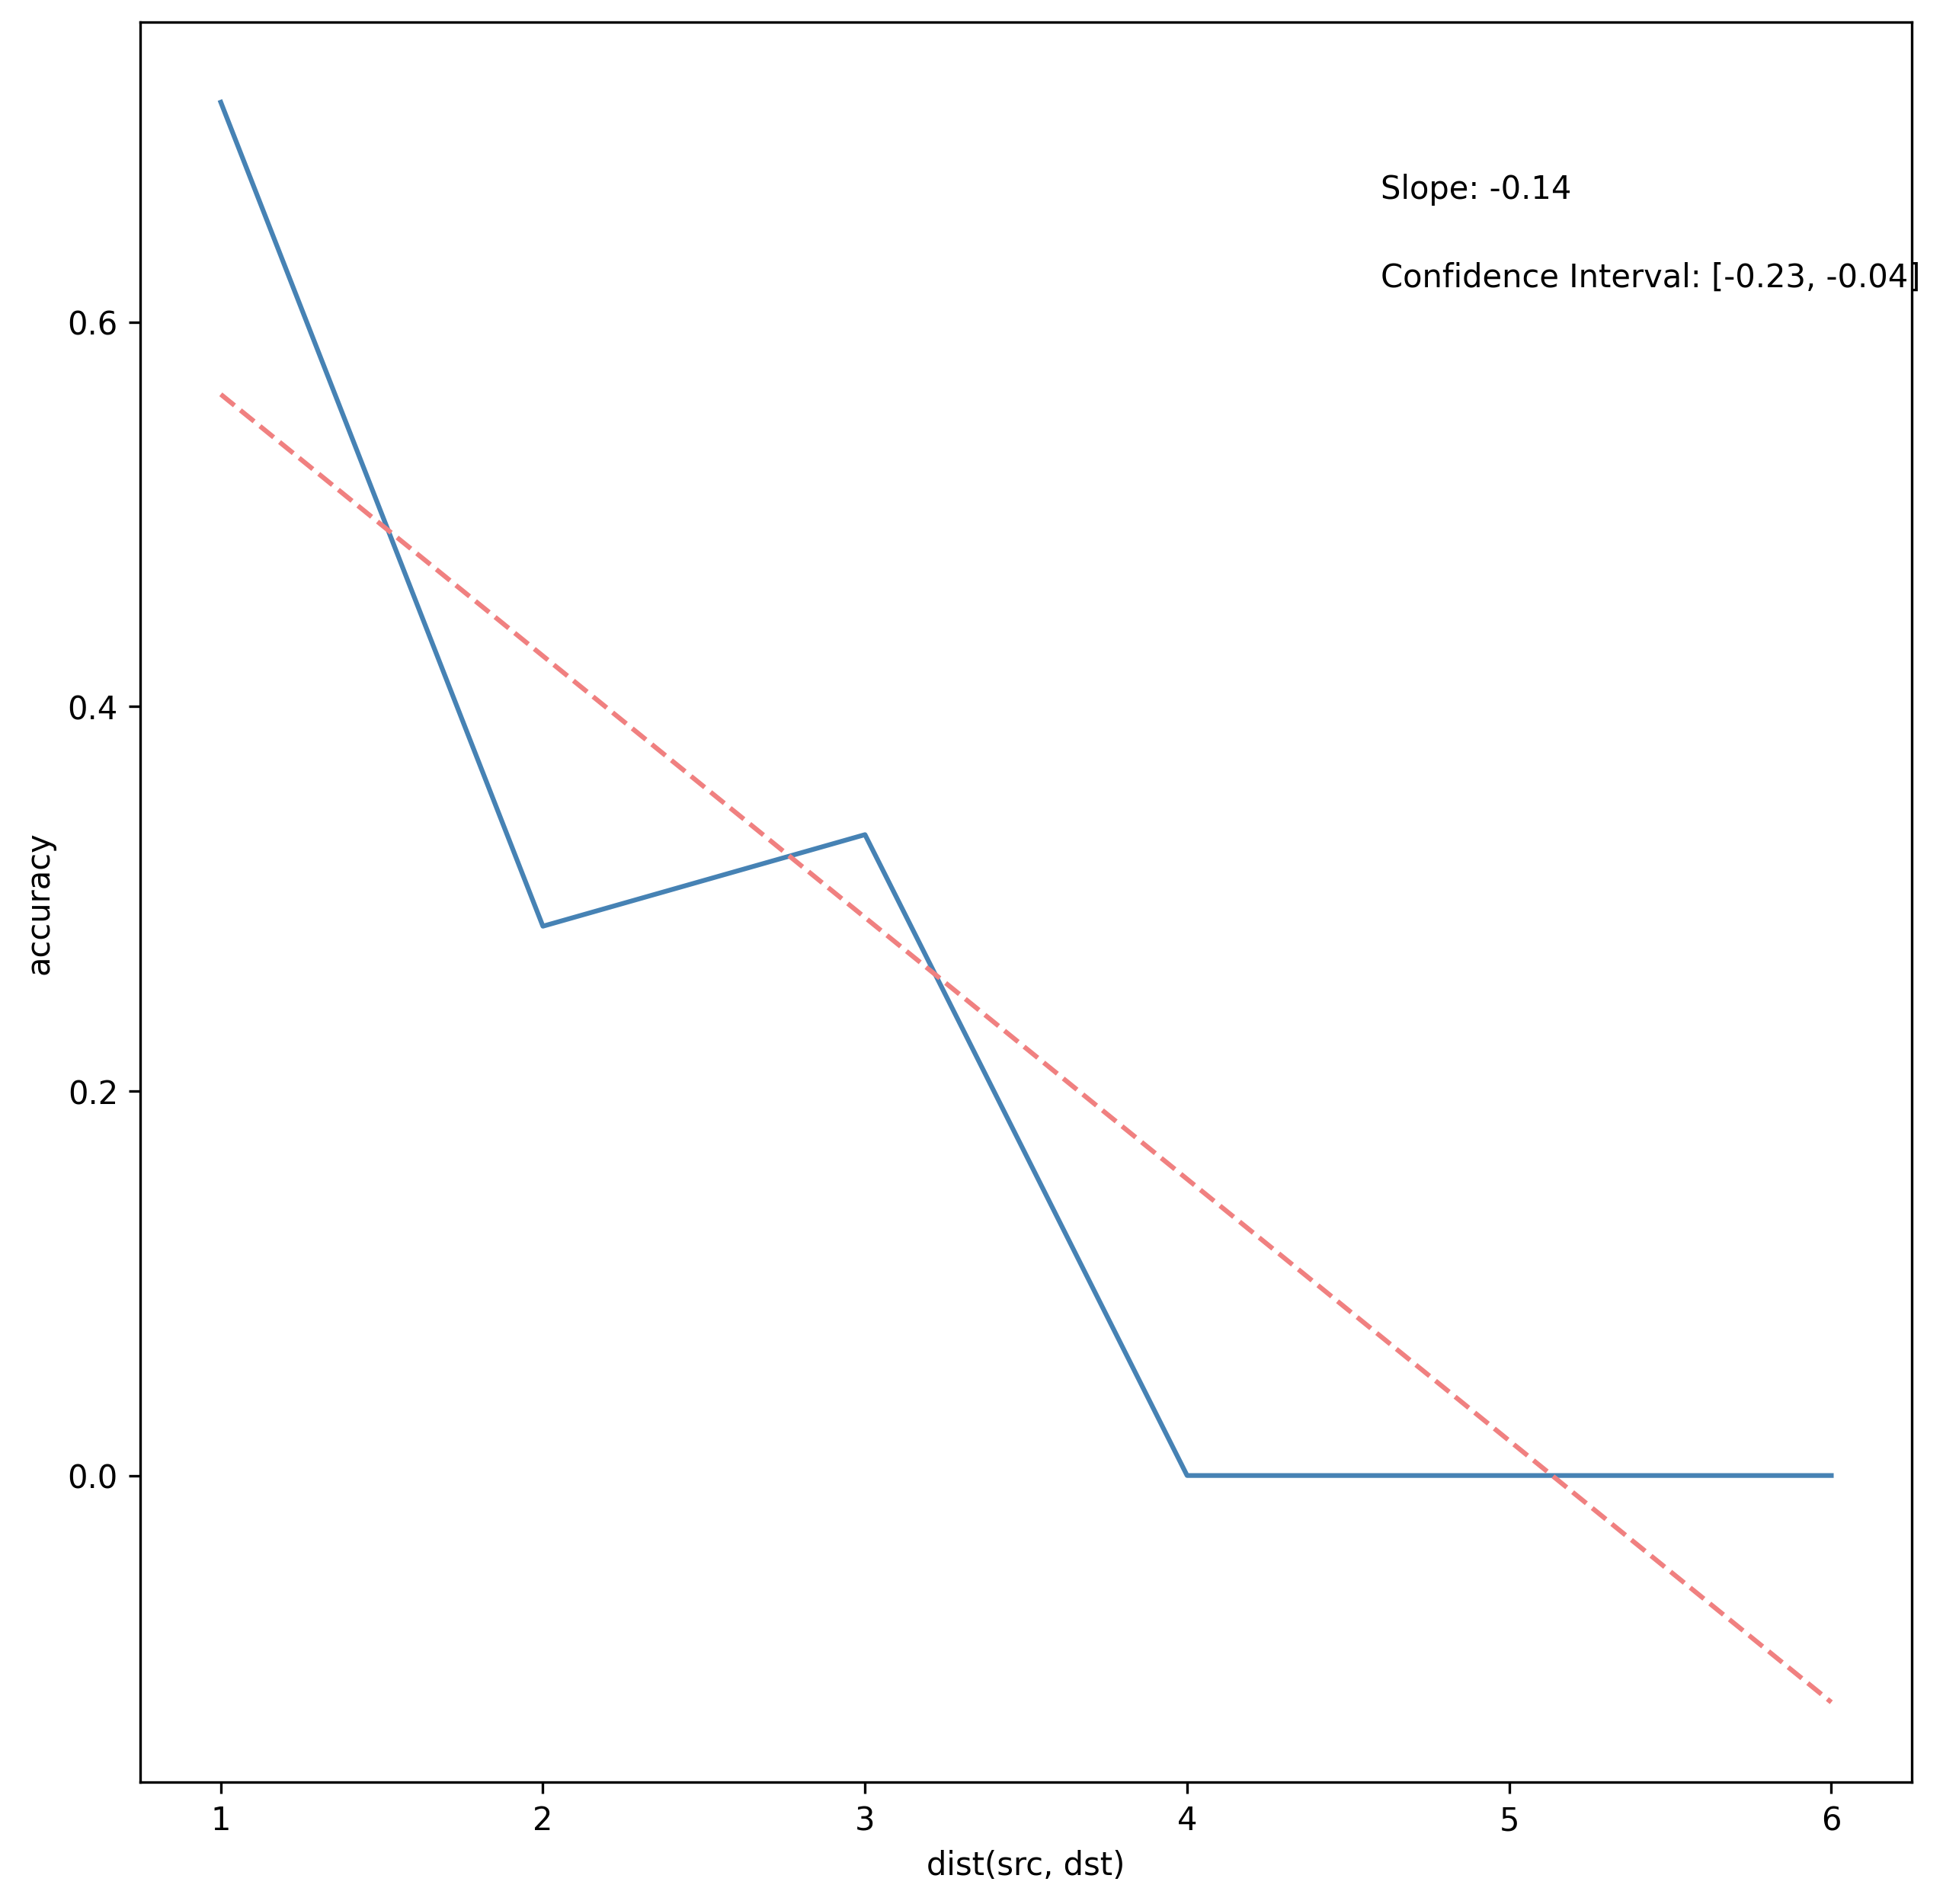 Slope: -0.14
Confidence Interval: [-0.23, -0.04]
0.6
0.4
0.2
0.0
accuracy
1 2 3 4 5 6
dist(src, dst)